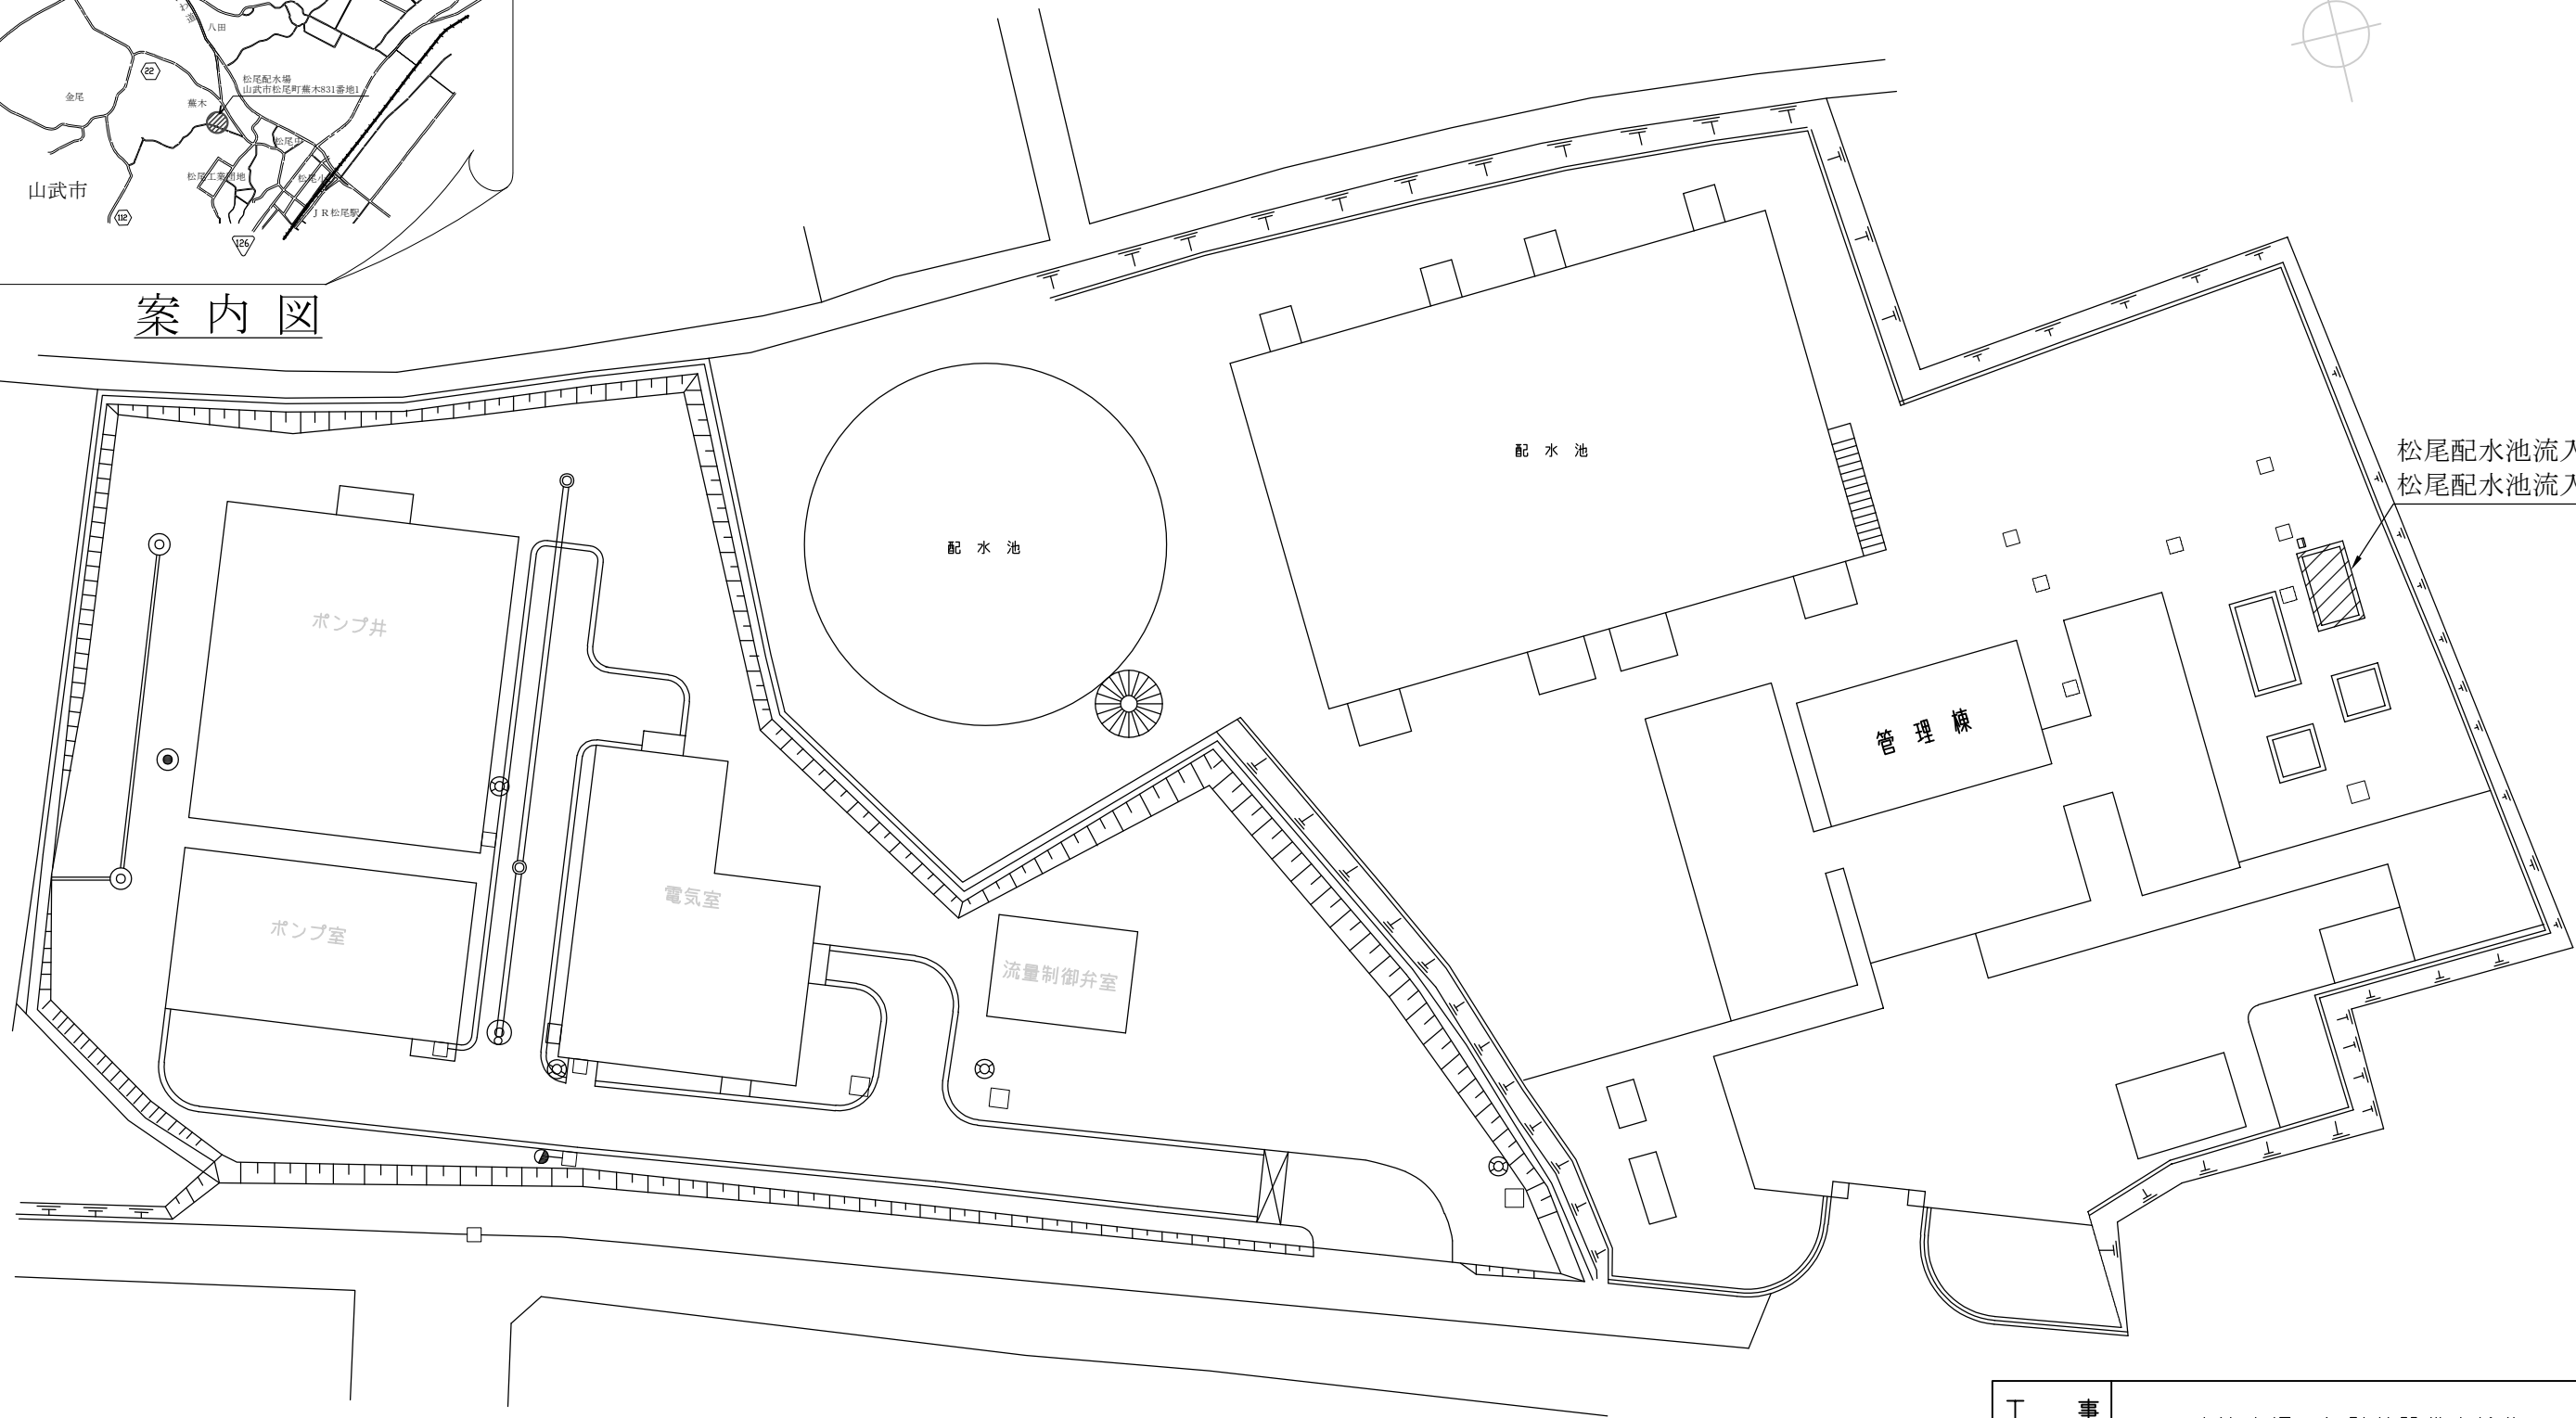 八田
22
松尾配水場
山武市松尾町蕪木831番地1
金尾
蕪木
松尾中
松尾工業団地
松尾小
山武市
112
JR松尾駅
126
案内図
配水池
配水池
松尾配水池流入
松尾配水池流入
ポンプ井
管理棟
電気室
ポンプ室
流量制御弁室
工事